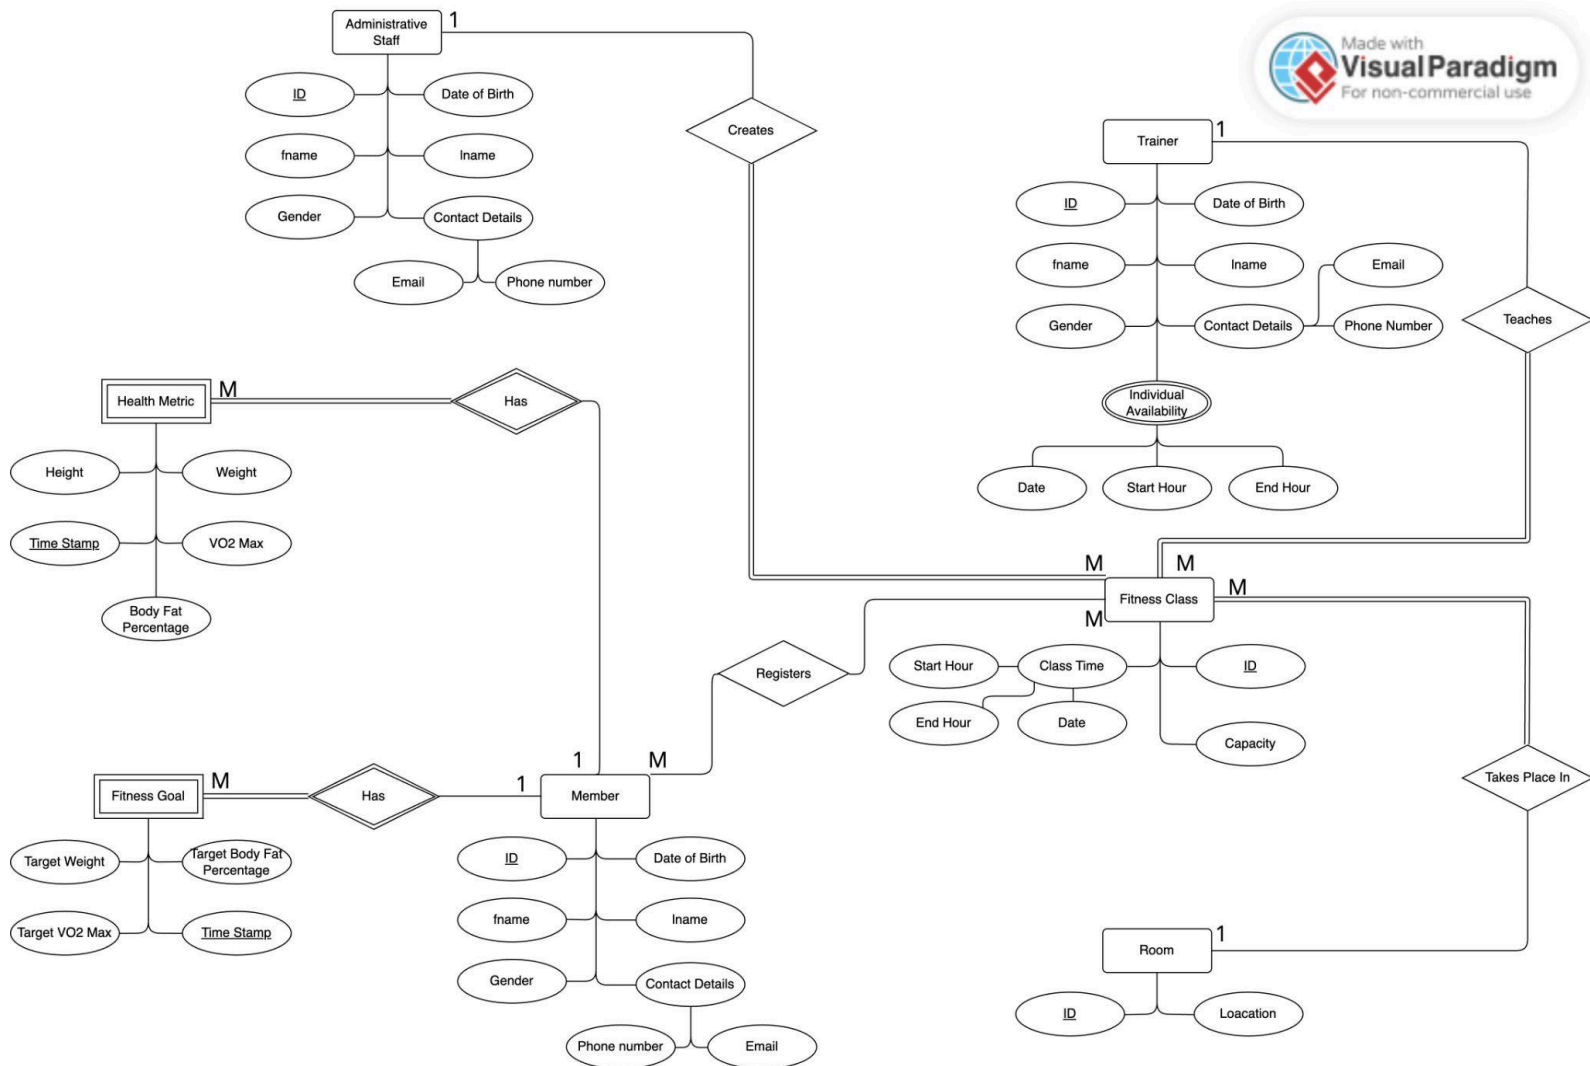 Administrative
Staff
1
ID
Date of Birth
fname
lname
Gender
Contact Details
Email
Phone number
Creates
Made with
Visual Paradigm
For non-commercial use
Trainer
1
ID
Date of Birth
fname
lname
Email
Gender
Contact Details
Phone Number
Individual
Availability
Date
Start Hour
End Hour
Teaches
Health Metric
M
Has
Height
Weight
Time Stamp
VO2 Max
Body Fat
Percentage
M
M
Fitness Class
M
M
Start Hour
Class Time
ID
End Hour
Date
Capacity
Registers
Takes Place In
Fitness Goal
M
Has
1
1
Member
M
Target Weight
Target Body Fat
Percentage
Target VO2 Max
Time Stamp
ID
Date of Birth
fname
lname
Gender
Contact Details
Phone number
Email
Room
1
ID
Loacation